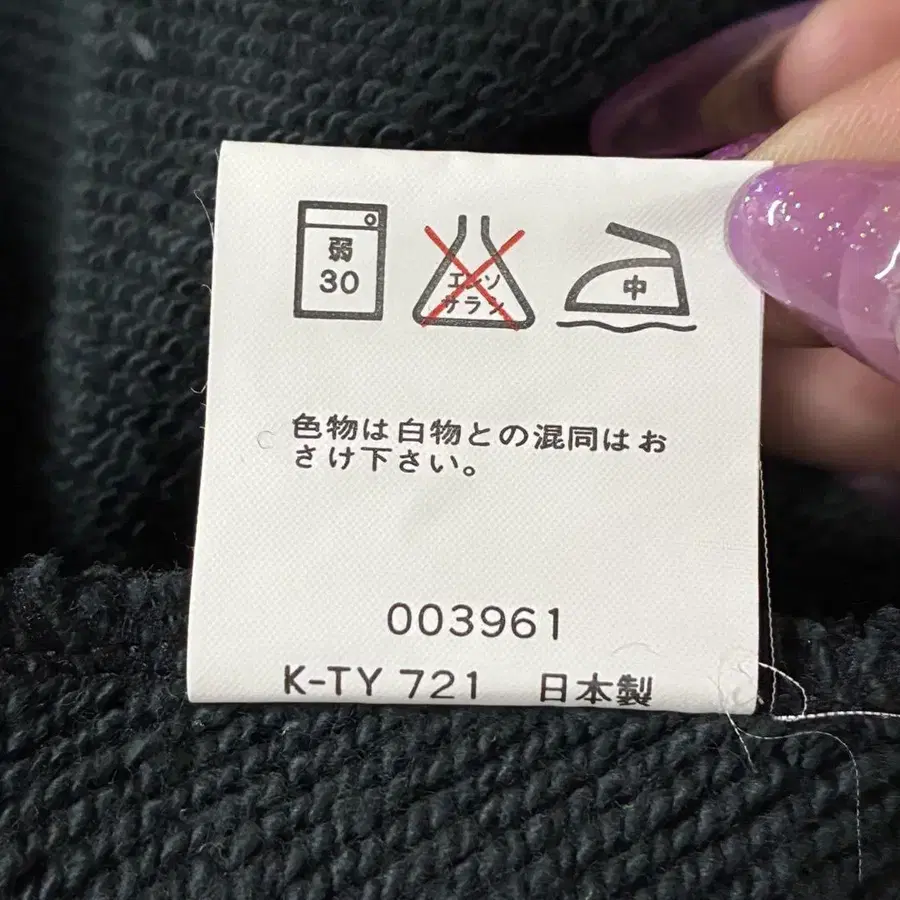 弱
30
エンソ
サラシ
中
色物は白物との混同はお
さけ下さい。
003961
K-TY 721 日本製